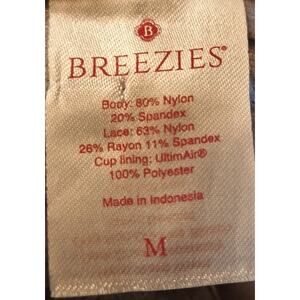 B
BREEZIES®
Body: 80% Nylon
20% Spandex
Lace: 63% Nylon
26% Rayon 11% Spandex
Cup lining: UltimAir®
100% Polyester
Made in Indonesia
M